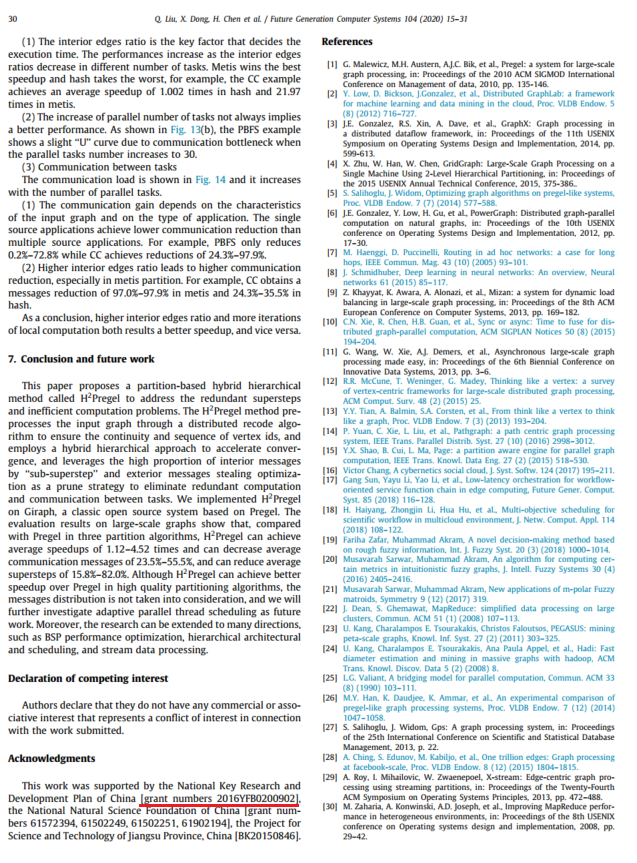 30
Q. Liu, X. Dong, H. Chen et al. / Future Generation Computer Systems 104 (2020) 15–31
(1) The interior edges ratio is the key factor that decides the
execution time. The performances increase as the interior edges
ratios decrease in different number of tasks. Metis wins the best
speedup and hash takes the worst, for example, the CC example
achieves an average speedup of 1.002 times in hash and 21.97
times in metis.
(2) The increase of parallel number of tasks not always implies
a better performance. As shown in Fig. 13(b), the PBFS example
shows a slight “U” curve due to communication bottleneck when
the parallel tasks number increases to 30.
(3) Communication between tasks
The communication load is shown in Fig. 14 and it increases
with the number of parallel tasks.
(1) The communication gain depends on the characteristics
of the input graph and on the type of application. The single
source applications achieve lower communication reduction than
multiple source applications. For example, PBFS only reduces
0.2%–72.8% while CC achieves reductions of 24.3%–97.9%.
(2) Higher interior edges ratio leads to higher communication
reduction, especially in metis partition. For example, CC obtains a
messages reduction of 97.0%–97.9% in metis and 24.3%–35.5% in
hash.
As a conclusion, higher interior edges ratio and more iterations
of local computation both results a better speedup, and vice versa.
7. Conclusion and future work
This paper proposes a partition-based hybrid hierarchical
method called H²Pregel to address the redundant supersteps
and inefficient computation problems. The H²Pregel method pre-
processes the input graph through a distributed recode algo-
rithm to ensure the continuity and sequence of vertex ids, and
employs a hybrid hierarchical approach to accelerate conver-
gence, and leverages the high proportion of interior messages
by “sub-superstep” and exterior messages stealing optimiza-
tion as a prune strategy to eliminate redundant computation
and communication between tasks. We implemented H²Pregel
on Giraph, a classic open source system based on Pregel. The
evaluation results on large-scale graphs show that, compared
with Pregel in three partition algorithms, H²Pregel can achieve
average speedups of 1.12–4.52 times and can decrease average
communication messages of 23.5%–55.5%, and can reduce average
supersteps of 15.8%–82.0%. Although H²Pregel can achieve better
speedup over Pregel in high quality partitioning algorithms, the
messages distribution is not taken into consideration, and we will
further investigate adaptive parallel thread scheduling as future
work. Moreover, the research can be extended to many directions,
such as BSP performance optimization, hierarchical architectural
and scheduling, and stream data processing.
Declaration of competing interest
Authors declare that they do not have any commercial or asso-
ciative interest that represents a conflict of interest in connection
with the work submitted.
Acknowledgments
This work was supported by the National Key Research and
Development Plan of China [grant numbers 2016YFB0200902],
the National Natural Science Foundation of China [grant num-
bers 61572394, 61502249, 61502251, 61902194], the Project for
Science and Technology of Jiangsu Province, China [BK20150846].
References
[1] G. Malewicz, M.H. Austern, A.J.C. Bik, et al., Pregel: a system for large-scale
graph processing, in: Proceedings of the 2010 ACM SIGMOD International
Conference on Management of data, 2010, pp. 135–146.
[2] Y. Low, D. Bickson, J.Gonzalez, et al., Distributed GraphLab: a framework
for machine learning and data mining in the cloud, Proc. VLDB Endow. 5
(8) (2012) 716–727.
[3] J.E. Gonzalez, R.S. Xin, A. Dave, et al., GraphX: Graph processing in
a distributed dataflow framework, in: Proceedings of the 11th USENIX
Symposium on Operating Systems Design and Implementation, 2014, pp.
599–613.
[4] X. Zhu, W. Han, W. Chen, GridGraph: Large-Scale Graph Processing on a
Single Machine Using 2-Level Hierarchical Partitioning, in: Proceedings of
the 2015 USENIX Annual Technical Conference, 2015, 375–386..
[5] S. Salihoglu, J. Widom, Optimizing graph algorithms on pregel-like systems,
Proc. VLDB Endow. 7 (7) (2014) 577–588.
[6] J.E. Gonzalez, Y. Low, H. Gu, et al., PowerGraph: Distributed graph-parallel
computation on natural graphs, in: Proceedings of the 10th USENIX
conference on Operating Systems Design and Implementation, 2012, pp.
17–30.
[7] M. Haenggi, D. Puccinelli, Routing in ad hoc networks: a case for long
hops, IEEE Commun. Mag. 43 (10) (2005) 93–101.
[8] J. Schmidhuber, Deep learning in neural networks: An overview, Neural
networks 61 (2015) 85–117.
[9] Z. Khayyat, K. Awara, A. Alonazi, et al., Mizan: a system for dynamic load
balancing in large-scale graph processing, in: Proceedings of the 8th ACM
European Conference on Computer Systems, 2013, pp. 169–182.
[10] C.N. Xie, R. Chen, H.B. Guan, et al., Sync or async: Time to fuse for dis-
tributed graph-parallel computation, ACM SIGPLAN Notices 50 (8) (2015)
194–204.
[11] G. Wang, W. Xie, A.J. Demers, et al., Asynchronous large-scale graph
processing made easy, in: Proceedings of the 6th Biennial Conference on
Innovative Data Systems, 2013, pp. 3–6.
[12] R.R. McCune, T. Weninger, G. Madey, Thinking like a vertex: a survey
of vertex-centric frameworks for large-scale distributed graph processing,
ACM Comput. Surv. 48 (2) (2015) 25.
[13] Y.Y. Tian, A. Balmin, S.A. Corsten, et al., From think like a vertex to think
like a graph, Proc. VLDB Endow. 7 (3) (2013) 193–204.
[14] P. Yuan, C. Xie, L. Liu, et al., Pathgraph: a path centric graph processing
system, IEEE Trans. Parallel Distrib. Syst. 27 (10) (2016) 2998–3012.
[15] Y.X. Shao, B. Cui, L. Ma, Page: a partition aware engine for parallel graph
computation, IEEE Trans. Knowl. Data Eng. 27 (2) (2015) 518–530.
[16] Victor Chang, A cybernetics social cloud, J. Syst. Softw. 124 (2017) 195–211.
[17] Gang Sun, Yayu Li, Yao Li, et al., Low-latency orchestration for workflow-
oriented service function chain in edge computing, Future Gener. Comput.
Syst. 85 (2018) 116–128.
[18] H. Haiyang, Zhongjin Li, Hua Hu, et al., Multi-objective scheduling for
scientific workflow in multicloud environment, J. Netw. Comput. Appl. 114
(2018) 108–122.
[19] Fariha Zafar, Muhammad Akram, A novel decision-making method based
on rough fuzzy information, Int. J. Fuzzy Syst. 20 (3) (2018) 1000–1014.
[20] Musavarah Sarwar, Muhammad Akram, An algorithm for computing cer-
tain metrics in intuitionistic fuzzy graphs, J. Intell. Fuzzy Systems 30 (4)
(2016) 2405–2416.
[21] Musavarah Sarwar, Muhammad Akram, New applications of m-polar Fuzzy
matroids, Symmetry 9 (12) (2017) 319.
[22] J. Dean, S. Ghemawat, MapReduce: simplified data processing on large
clusters, Commun. ACM 51 (1) (2008) 107–113.
[23] U. Kang, Charalampos E. Tsourakakis, Christos Faloutsos, PEGASUS: mining
peta-scale graphs, Knowl. Inf. Syst. 27 (2) (2011) 303–325.
[24] U. Kang, Charalampos E. Tsourakakis, Ana Paula Appel, et al., Hadi: Fast
diameter estimation and mining in massive graphs with hadoop, ACM
Trans. Knowl. Discov. Data 5 (2) (2008) 8.
[25] L.G. Valiant, A bridging model for parallel computation, Commun. ACM 33
(8) (1990) 103–111.
[26] M.Y. Han, K. Daudjee, K. Ammar, et al., An experimental comparison of
pregel-like graph processing systems, Proc. VLDB Endow. 7 (12) (2014)
1047–1058.
[27] S. Salihoglu, J. Widom, Gps: A graph processing system, in: Proceedings
of the 25th International Conference on Scientific and Statistical Database
Management, 2013, p. 22.
[28] A. Ching, S. Edunov, M. Kabiljo, et al., One trillion edges: Graph processing
at facebook-scale, Proc. VLDB Endow. 8 (12) (2015) 1804–1815.
[29] A. Roy, I. Mihailovic, W. Zwaenepoel, X-stream: Edge-centric graph pro-
cessing using streaming partitions, in: Proceedings of the Twenty-Fourth
ACM Symposium on Operating Systems Principles, 2013, pp. 472–488.
[30] M. Zaharia, A. Konwinski, A.D. Joseph, et al., Improving MapReduce perfor-
mance in heterogeneous environments, in: Proceedings of the 8th USENIX
conference on Operating systems design and implementation, 2008, pp.
29–42.